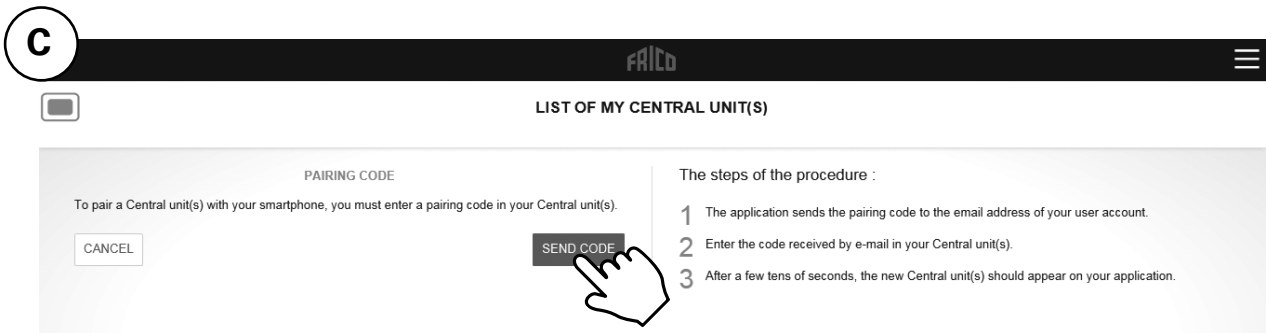 C
FRICO
LIST OF MY CENTRAL UNIT(S)
PAIRING CODE
To pair a Central unit(s) with your smartphone, you must enter a pairing code in your Central unit(s).
CANCEL
SEND CODE
The steps of the procedure :
1 The application sends the pairing code to the email address of your user account.
2 Enter the code received by e-mail in your Central unit(s).
3 After a few tens of seconds, the new Central unit(s) should appear on your application.